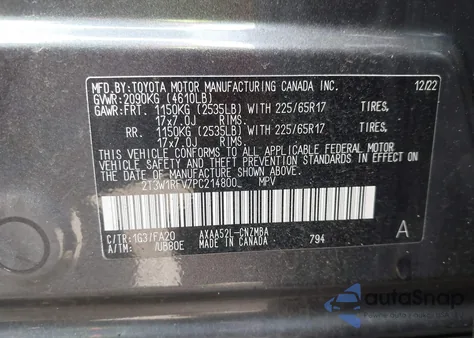 MFD.BY:TOYOTA MOTOR MANUFACTURING CANADA INC. 12/22
GVWR:2090KG (4610LB)
GAWR:FRT. 1150KG (2535LB) WITH 225/65R17 TIRES,
17x7.0J RIMS.
RR. 1150KG (2535LB) WITH 225/65R17 TIRES,
17x7.0J RIMS.
THIS VEHICLE CONFORMS TO ALL APPLICABLE FEDERAL MOTOR
VEHICLE SAFETY AND THEFT PREVENTION STANDARDS IN EFFECT ON
THE DATE OF MANUFACTURE SHOWN ABOVE.
2T3W1RFV7PC214800 MPV
A
C/TR:1G3/FA20 AXAA52L-CNZMBA
A/TM: /UB80E MADE IN CANADA 794
autoSnap